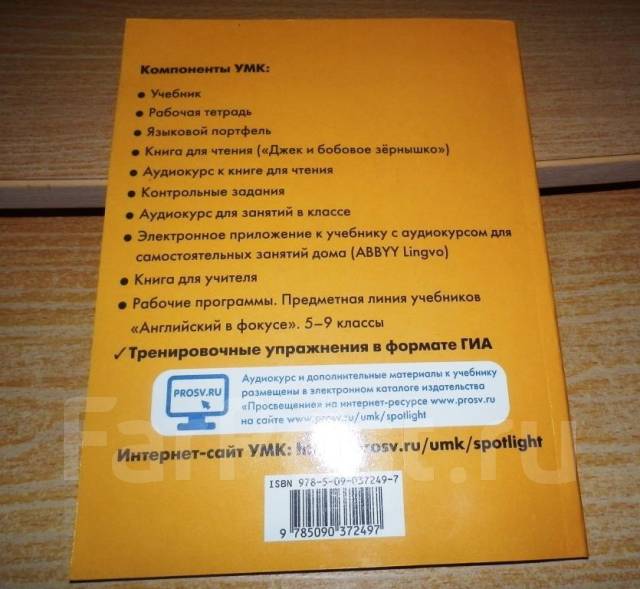 Компоненты УМК:
• Учебник
• Рабочая тетрадь
• Языковой портфель
• Книга для чтения («Джек и бобовое зёрнышко»)
• Аудиокурс к книге для чтения
• Контрольные задания
• Аудиокурс для занятий в классе
• Электронное приложение к учебнику с аудиокурсом для
самостоятельных занятий дома (ABBYY Lingvo)
• Книга для учителя
• Рабочие программы. Предметная линия учебников
«Английский в фокусе». 5–9 классы
✓Тренировочные упражнения в формате ГИА
PROSV.RU
Аудиокурс и дополнительные материалы к учебнику
размещены в электронном каталоге издательства
«Просвещение» на интернет-ресурсе www.prosv.ru
на сайте www.prosv.ru/umk/spotlight
Интернет-сайт УМК: rosv.ru/umk/spotlight
ISBN 978-5-09-037249-7
9 785090 372497